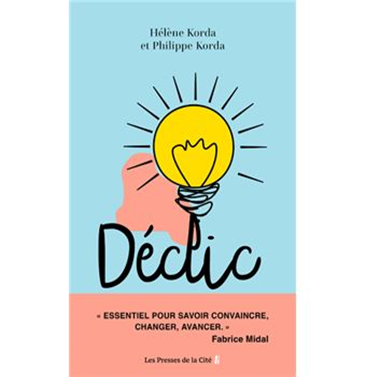 Hélène Korda
et Philippe Korda
Déclic
« ESSENTIEL POUR SAVOIR CONVAINCRE,
CHANGER, AVANCER. »
Fabrice Midal
Les Presses de la Cité